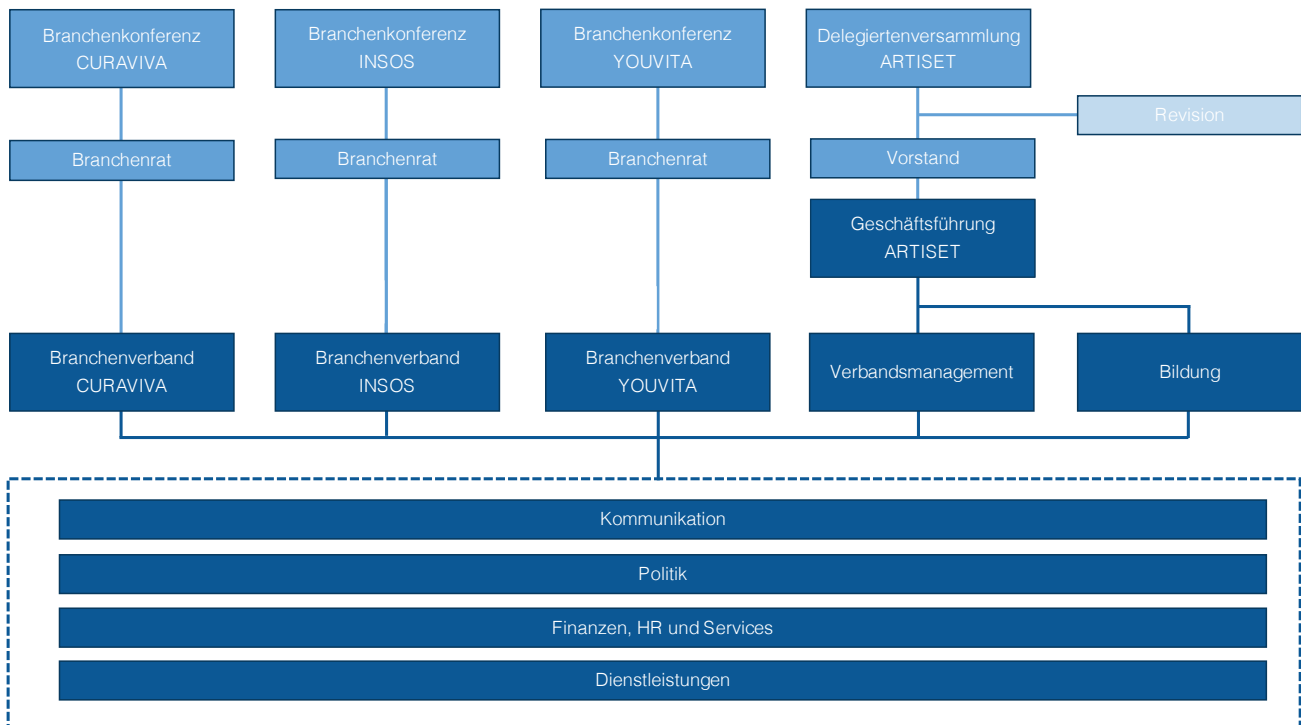 Branchenkonferenz
CURAVIVA
Branchenkonferenz
INSOS
Branchenkonferenz
YOUVITA
Delegiertenversammlung
ARTISET
Revision
Branchenrat
Branchenrat
Branchenrat
Vorstand
Geschäftsführung
ARTISET
Branchenverband
CURAVIVA
Branchenverband
INSOS
Branchenverband
YOUVITA
Verbandsmanagement
Bildung
Kommunikation
Politik
Finanzen, HR und Services
Dienstleistungen